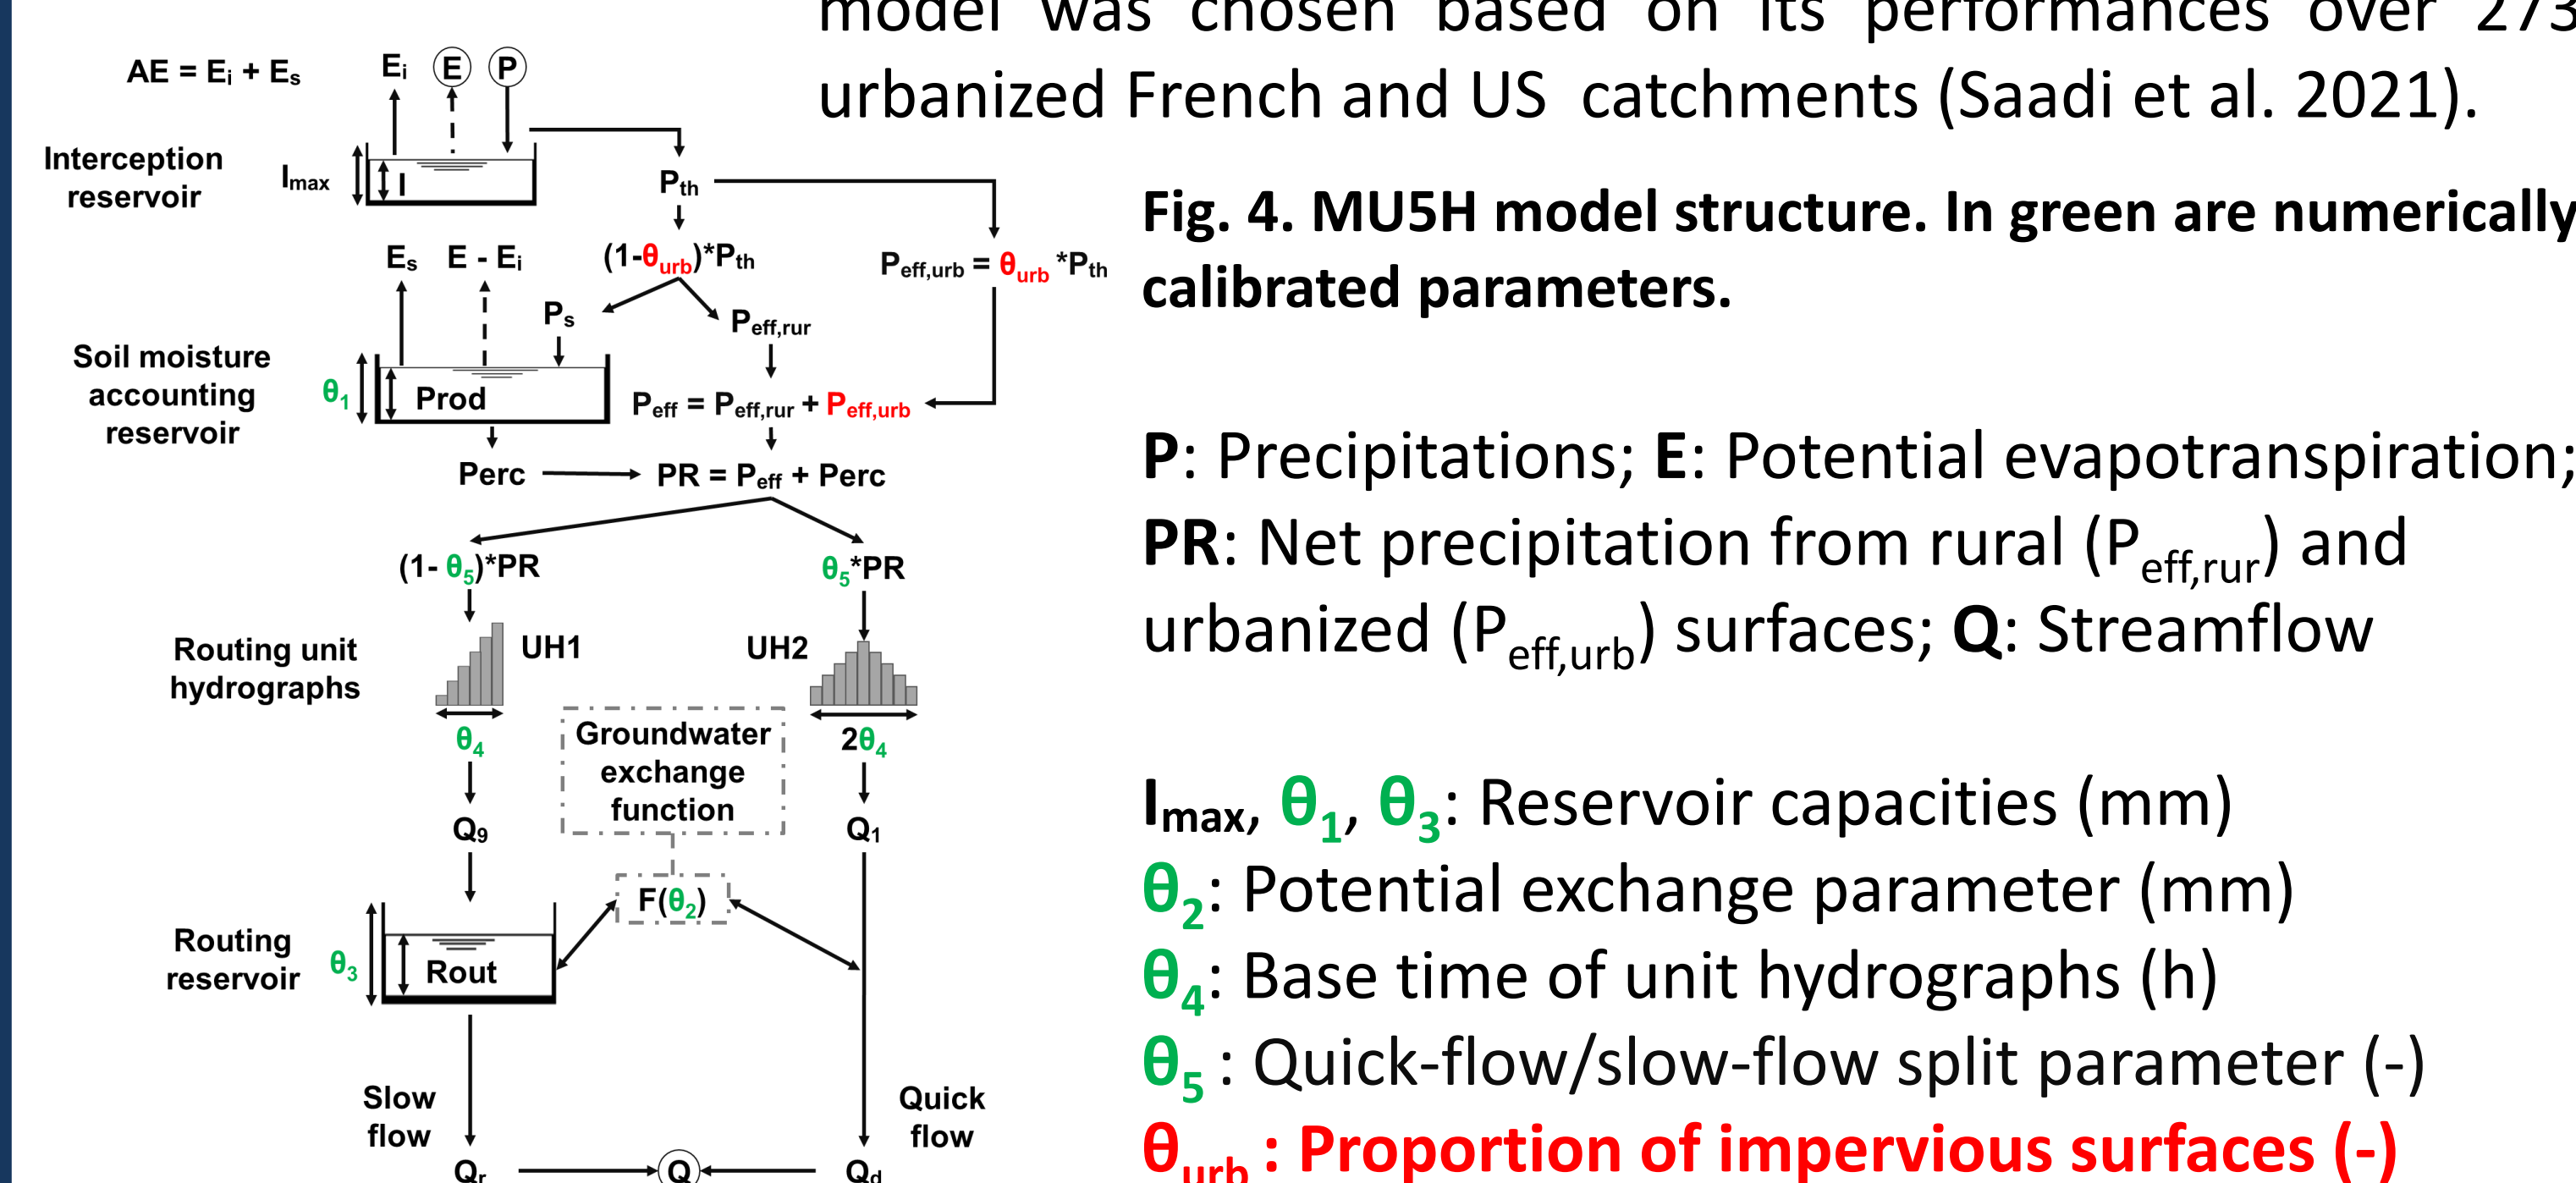 model was chosen based on its performances over 273
urbanized French and US catchments (Saadi et al. 2021).
AE = Ei + Es
Ei E P
Interception
reservoir
Imax
I
Pth
Es E - Ei
(1-θurb)*Pth
Peff,urb = θurb *Pth
Ps
Peff,rur
Soil moisture
accounting
reservoir
θ1
Prod
Peff = Peff,rur + Peff,urb
Perc
PR = Peff + Perc
(1- θ5)*PR
θ5*PR
Routing unit
hydrographs
UH1
UH2
θ4
2θ4
Groundwater
exchange
function
Q9
Q1
F(θ2)
Routing
reservoir
θ3
Rout
Slow
flow
Quick
flow
Qr
Q
Qd
Fig. 4. MU5H model structure. In green are numerically
calibrated parameters.
P: Precipitations; E: Potential evapotranspiration;
PR: Net precipitation from rural (Peff,rur) and
urbanized (Peff,urb) surfaces; Q: Streamflow
Imax, θ1, θ3: Reservoir capacities (mm)
θ2: Potential exchange parameter (mm)
θ4: Base time of unit hydrographs (h)
θ5 : Quick-flow/slow-flow split parameter (-)
θurb : Proportion of impervious surfaces (-)